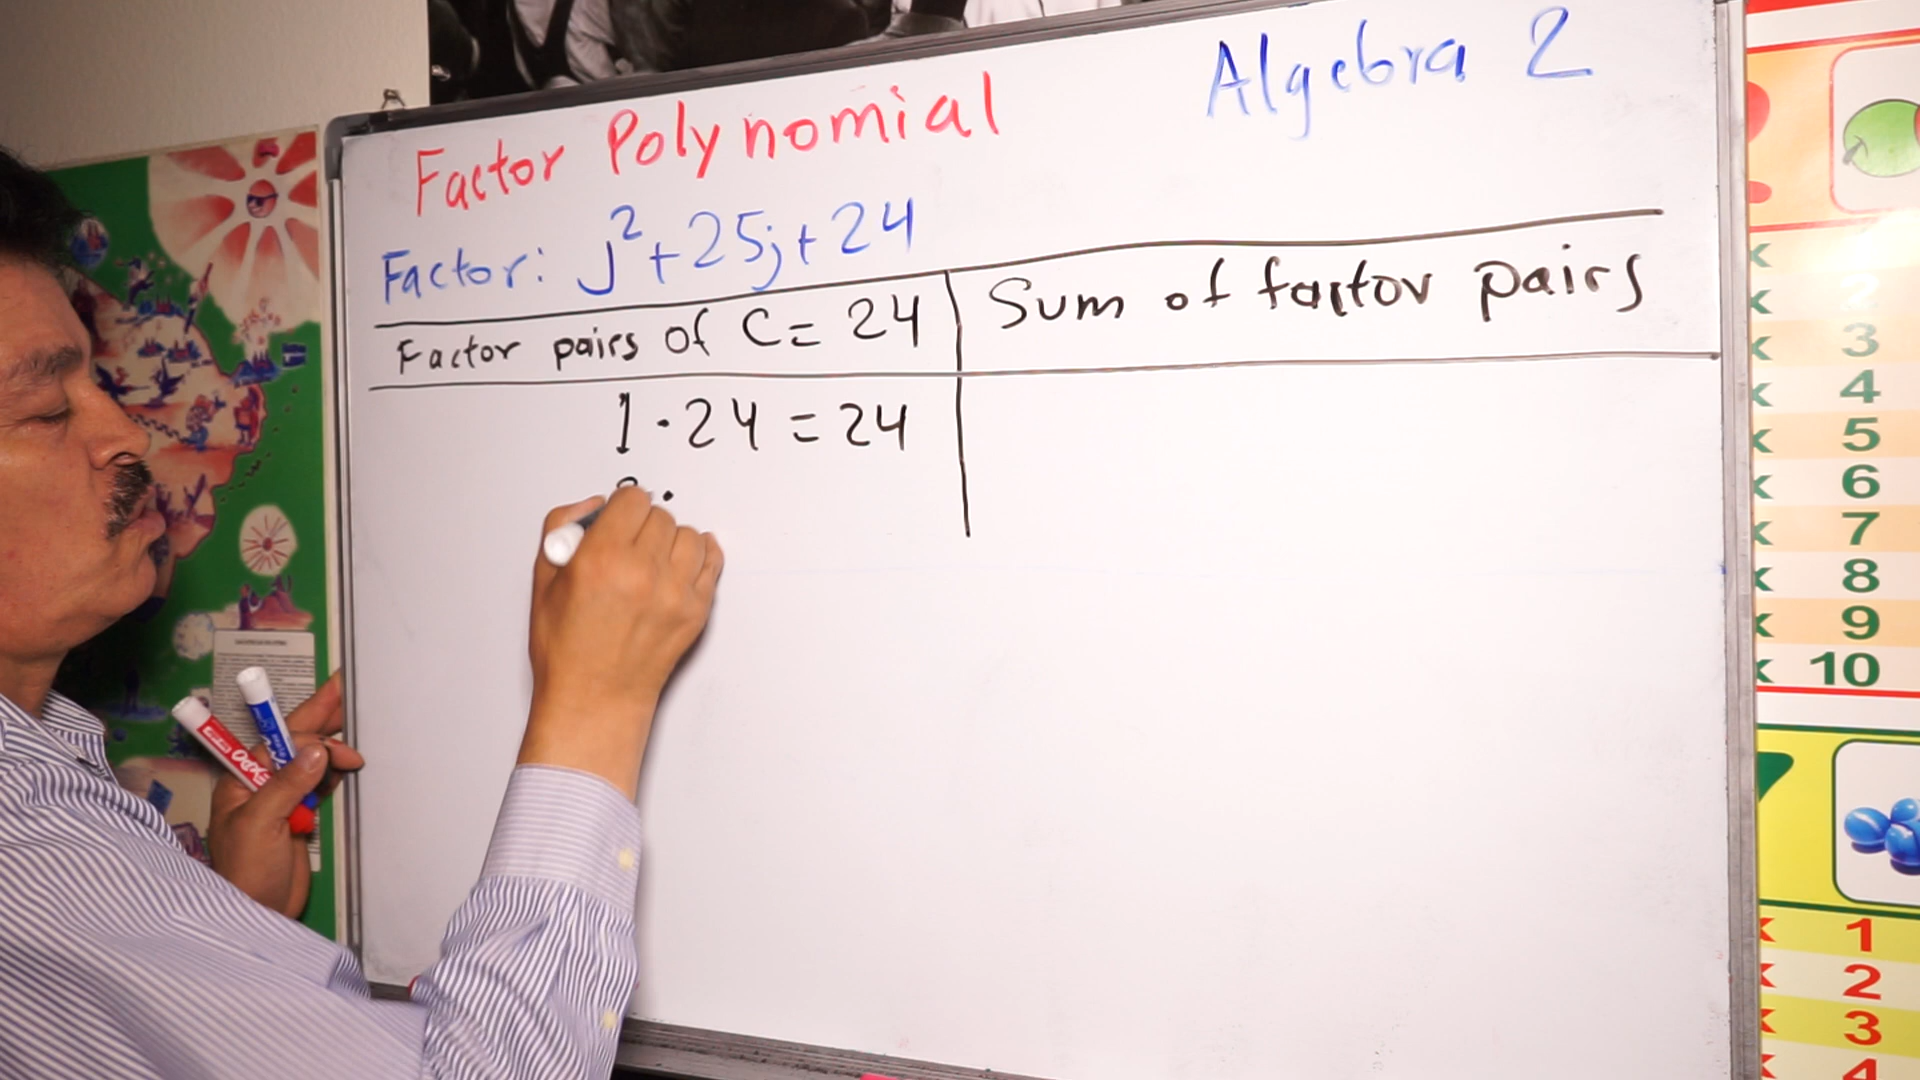 Algebra 2
Factor Polynomial
Factor: j²+25j+24
Factor pairs of C = 24
Sum of factor pairs
1 · 24 = 24
x 2
x 3
x 4
x 5
x 6
x 7
x 8
x 9
x 10
x 1
x 2
x 3
x 4
EXPO